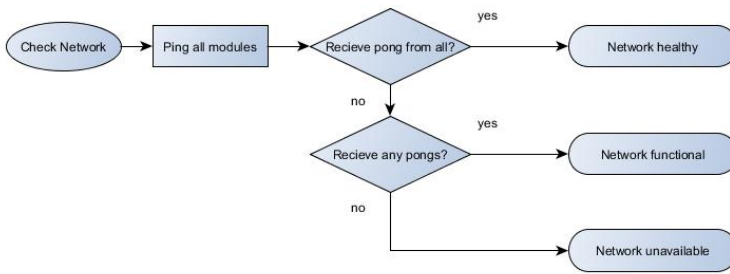 Check Network
Ping all modules
Recieve pong from all?
yes
Network healthy
no
Recieve any pongs?
yes
Network functional
no
Network unavailable